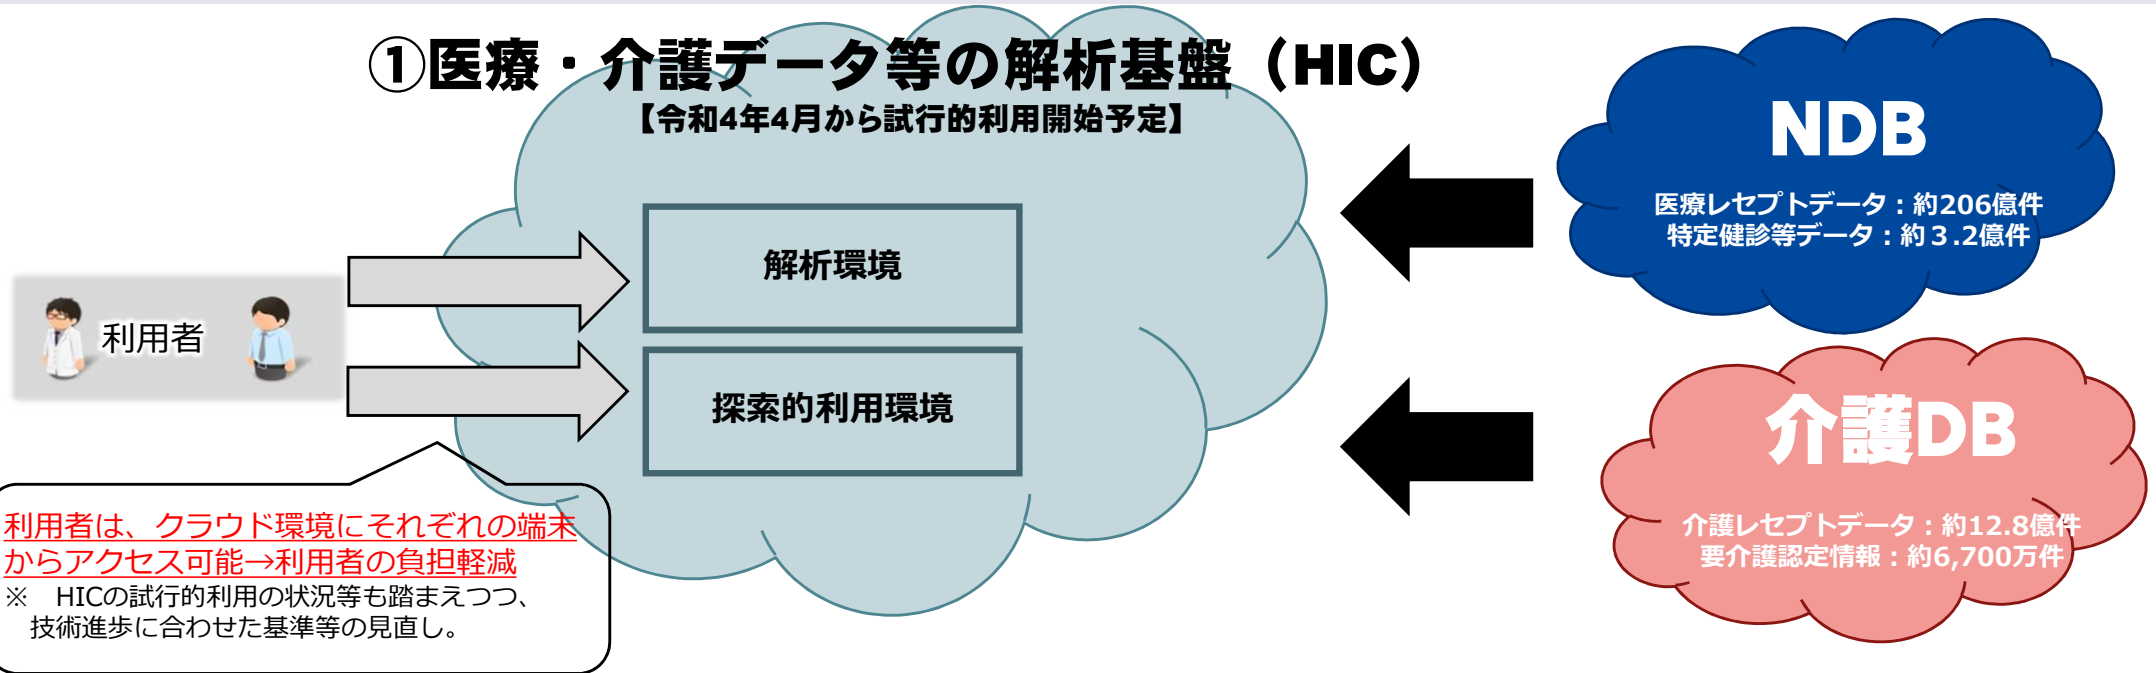 ①医療・介護データ等の解析基盤（HIC）
【令和4年4月から試行的利用開始予定】
解析環境
探索的利用環境
利用者
利用者は、クラウド環境にそれぞれの端末
からアクセス可能→利用者の負担軽減
※　HICの試行的利用の状況等も踏まえつつ、
技術進歩に合わせた基準等の見直し。
NDB
医療レセプトデータ：約206億件
特定健診等データ：約３.2億件
介護DB
介護レセプトデータ：約12.8億件
要介護認定情報：約6,700万件